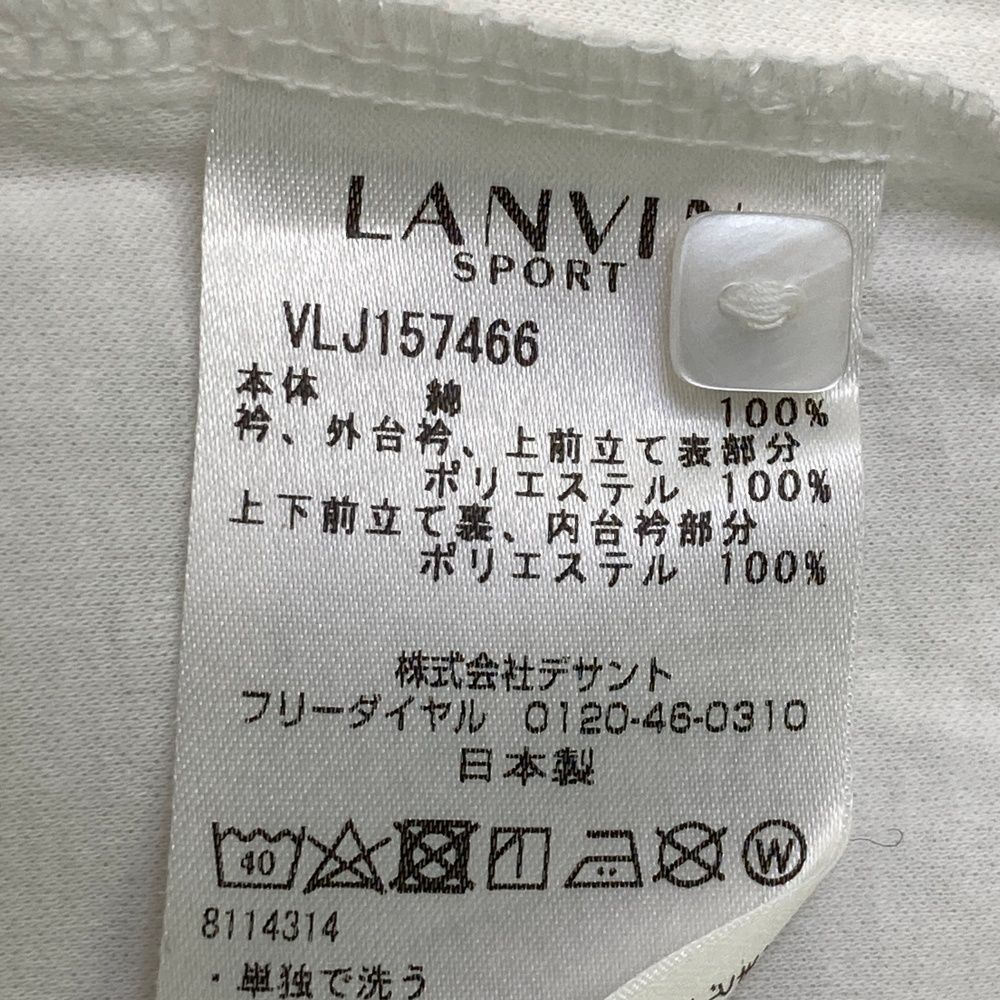 LANVIN
SPORT
VLJ157466
本体 綿 100%
衿、外台衿、上前立て表部分
ポリエステル 100%
上下前立て裏、内台衿部分
ポリエステル 100%
株式会社デサント
フリーダイヤル 0120-46-0310
日本製
40
W
8114314
・単独で洗う